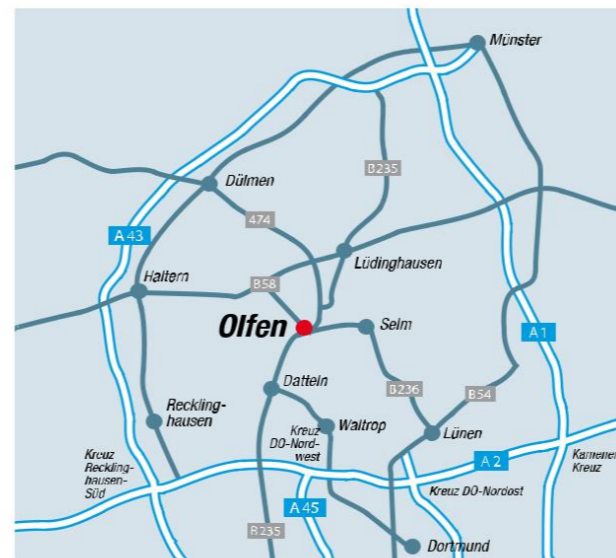 Münster
B235
Dülmen
474
A 43
Lüdinghausen
Haltern
B58
Olfen
Selm
A 1
Datteln
B236
B54
Reckling-
hausen
Kreuz
DO-Nord-
west
Waltrop
Lünen
Kreuz
Reckling-
hausen-
Süd
A 2
Kamener
Kreuz
A 45
Kreuz DO-Nordost
B235
Dortmund